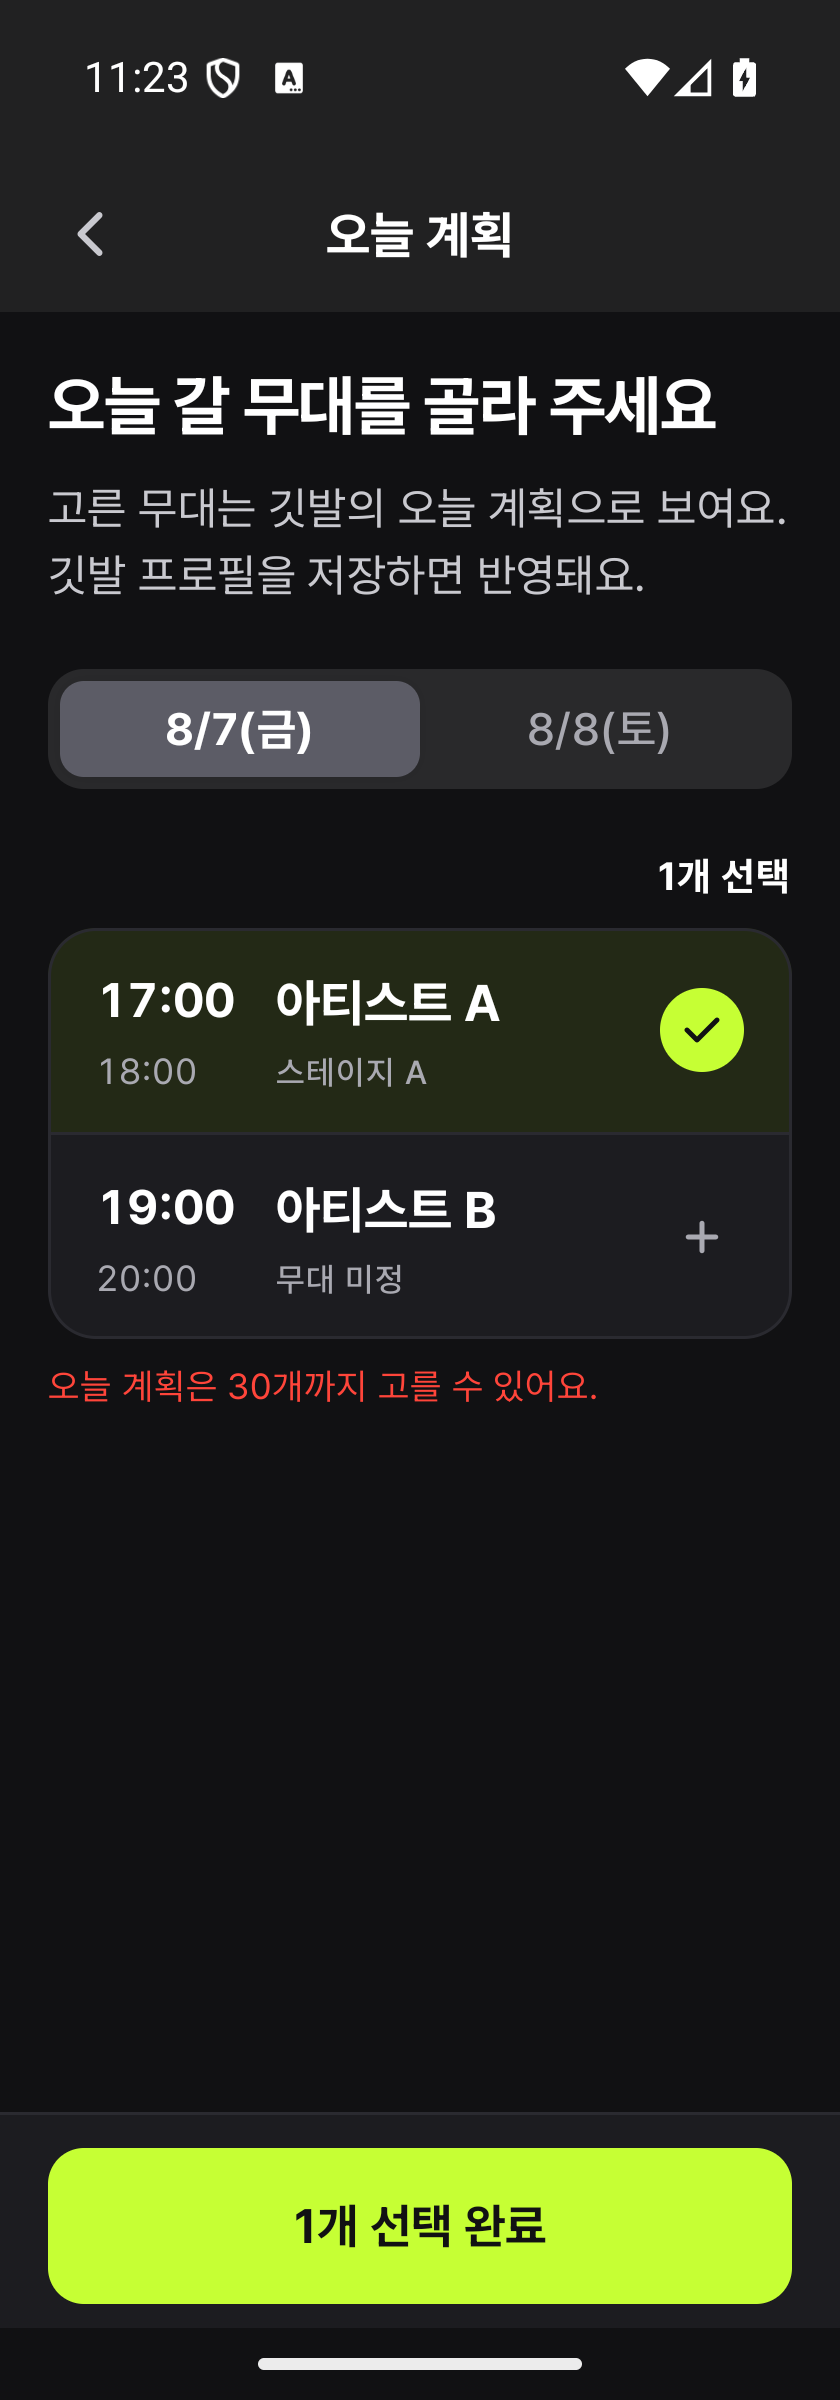 11:23
오늘 계획
오늘 갈 무대를 골라 주세요
고른 무대는 깃발의 오늘 계획으로 보여요.
깃발 프로필을 저장하면 반영돼요.
8/7(금) 8/8(토)
1개 선택
17:00 아티스트 A
18:00 스테이지 A
19:00 아티스트 B
20:00 무대 미정
오늘 계획은 30개까지 고를 수 있어요.
1개 선택 완료